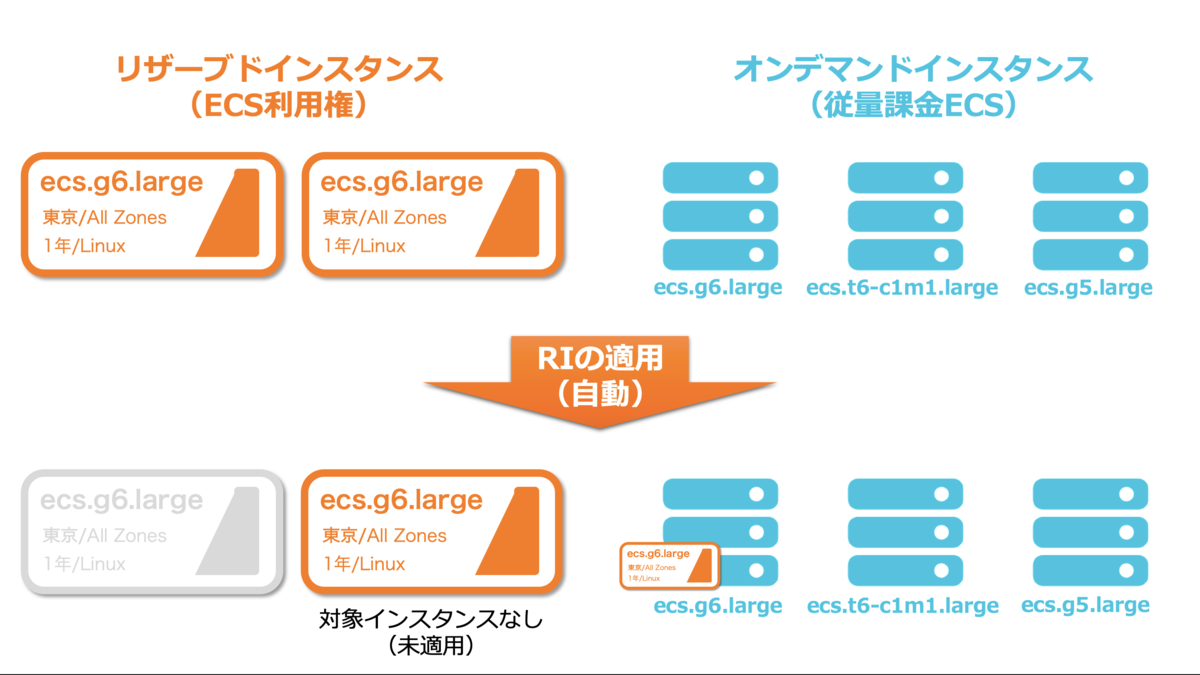 リザーブドインスタンス
（ECS利用権）
オンデマンドインスタンス
（従量課金ECS）
ecs.g6.large
東京/All Zones
1年/Linux
ecs.g6.large
東京/All Zones
1年/Linux
ecs.g6.large
ecs.t6-c1m1.large
ecs.g5.large
RIの適用
（自動）
ecs.g6.large
東京/All Zones
1年/Linux
ecs.g6.large
東京/All Zones
1年/Linux
対象インスタンスなし
（未適用）
ecs.g6.large
東京/All Zones
1年/Linux
ecs.g6.large
ecs.t6-c1m1.large
ecs.g5.large